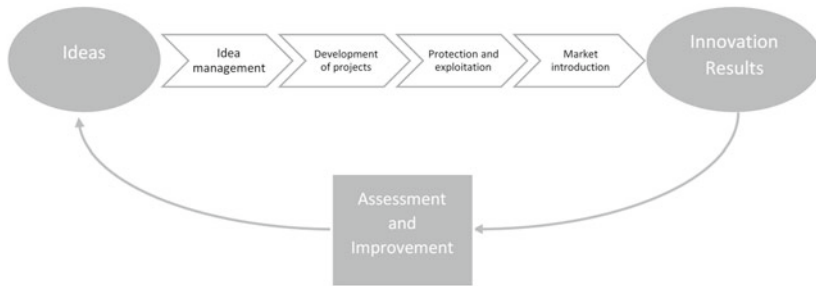 Ideas
Idea
management
Development
of projects
Protection and
exploitation
Market
introduction
Innovation
Results
Assessment
and
Improvement